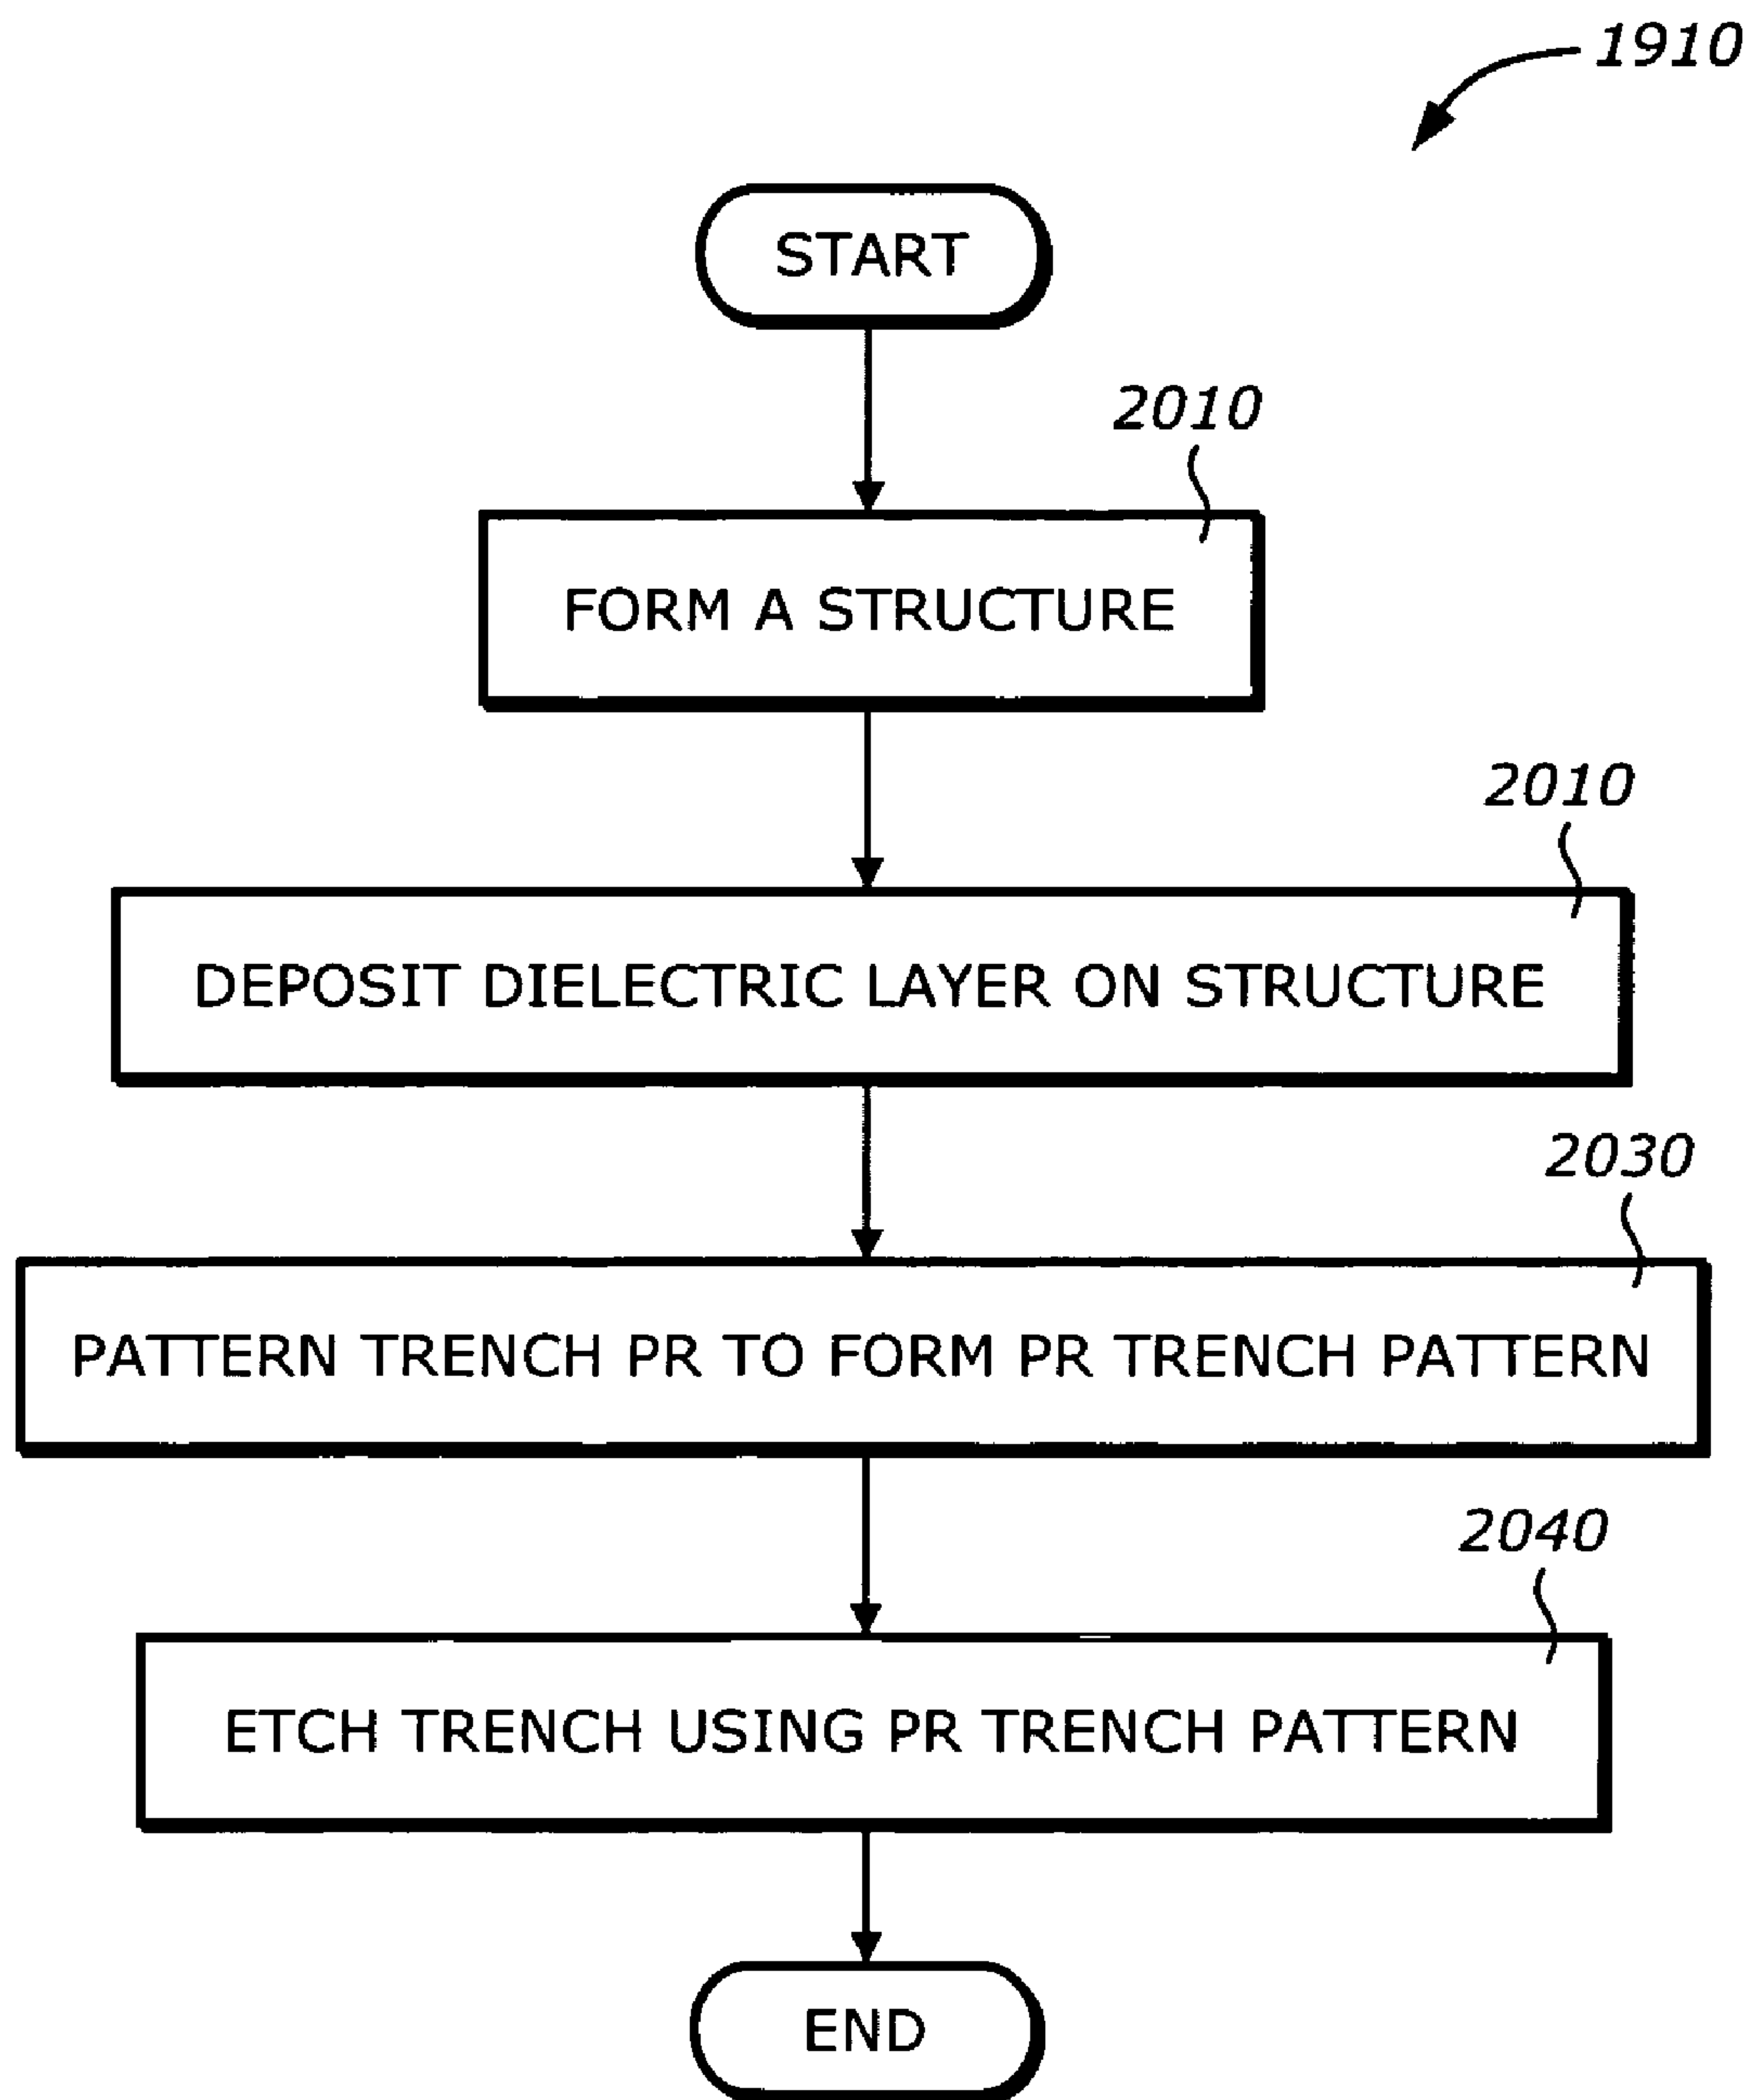 1910
START
2010
FORM A STRUCTURE
2010
DEPOSIT DIELECTRIC LAYER ON STRUCTURE
2030
PATTERN TRENCH PR TO FORM PR TRENCH PATTERN
2040
ETCH TRENCH USING PR TRENCH PATTERN
END